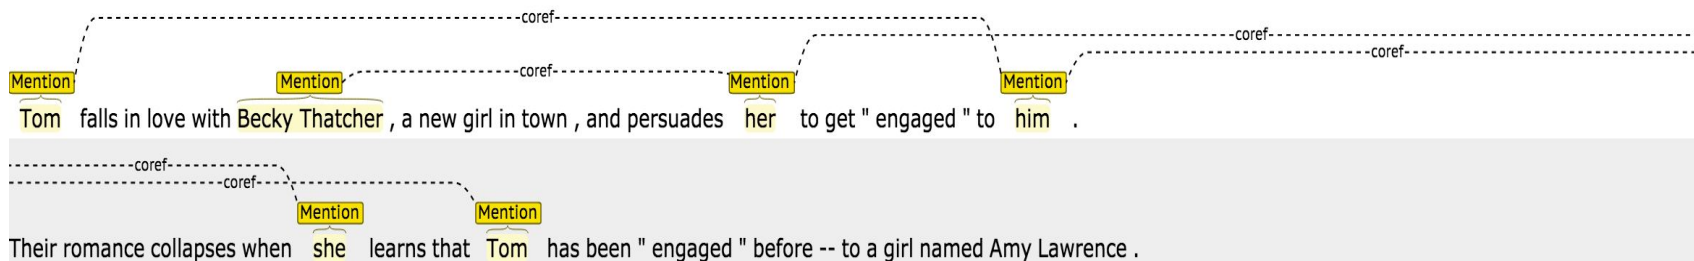 coref
coref
coref
coref
Mention Mention Mention Mention
Tom falls in love with Becky Thatcher , a new girl in town , and persuades her to get " engaged " to him .
coref
coref
Mention Mention
Their romance collapses when she learns that Tom has been " engaged " before -- to a girl named Amy Lawrence .